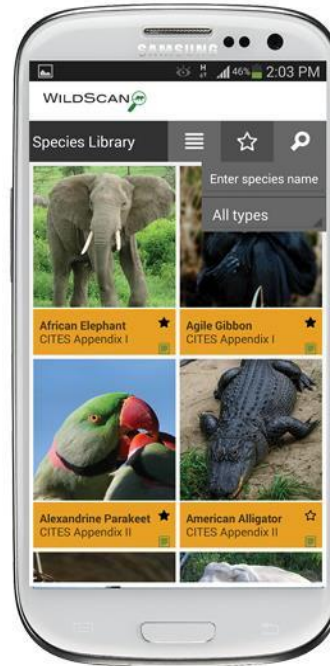 SAMSUNG
46% 2:03 PM
WILDSCAN
Species Library
Enter species name
All types
African Elephant
CITES Appendix I
Agile Gibbon
CITES Appendix I
Alexandrine Parakeet
CITES Appendix II
American Alligator
CITES Appendix II